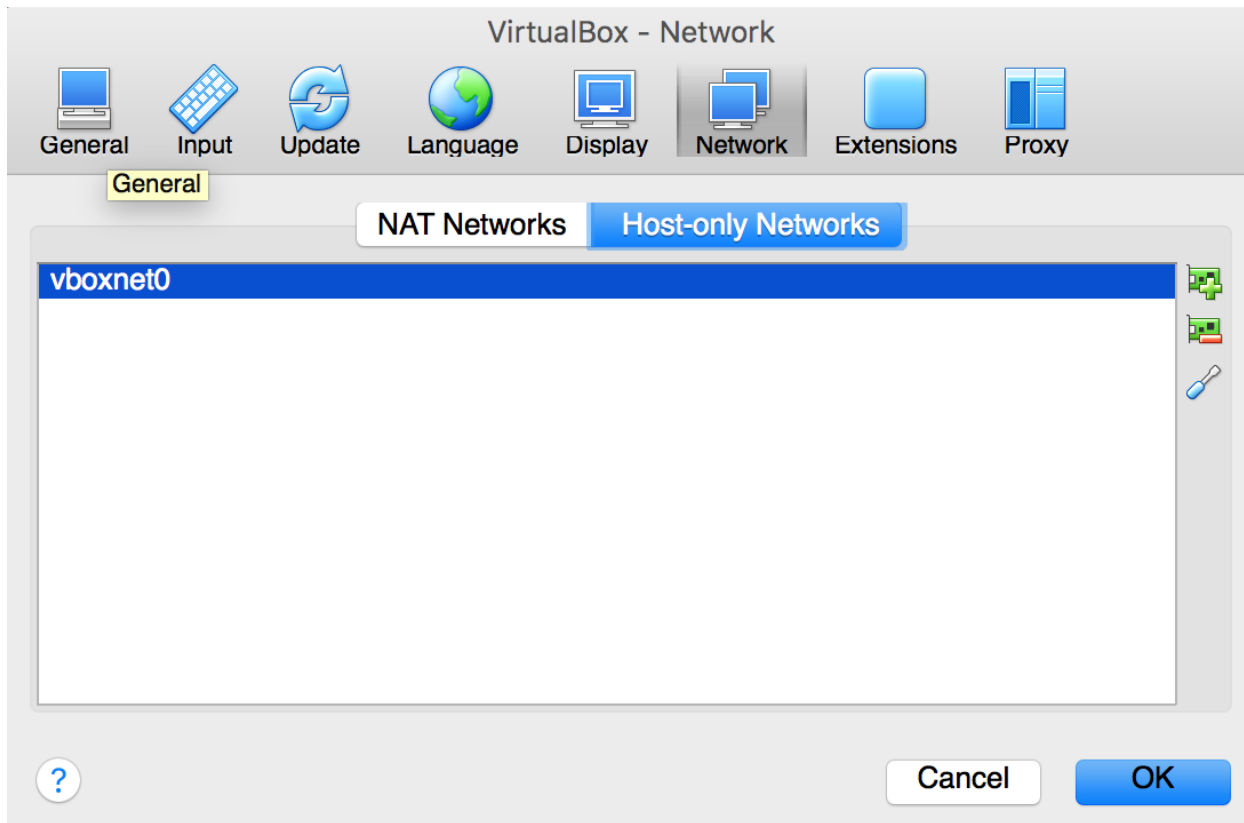 VirtualBox - Network
General Input Update Language Display Network Extensions Proxy
General
NAT Networks Host-only Networks
vboxnet0
?
Cancel OK